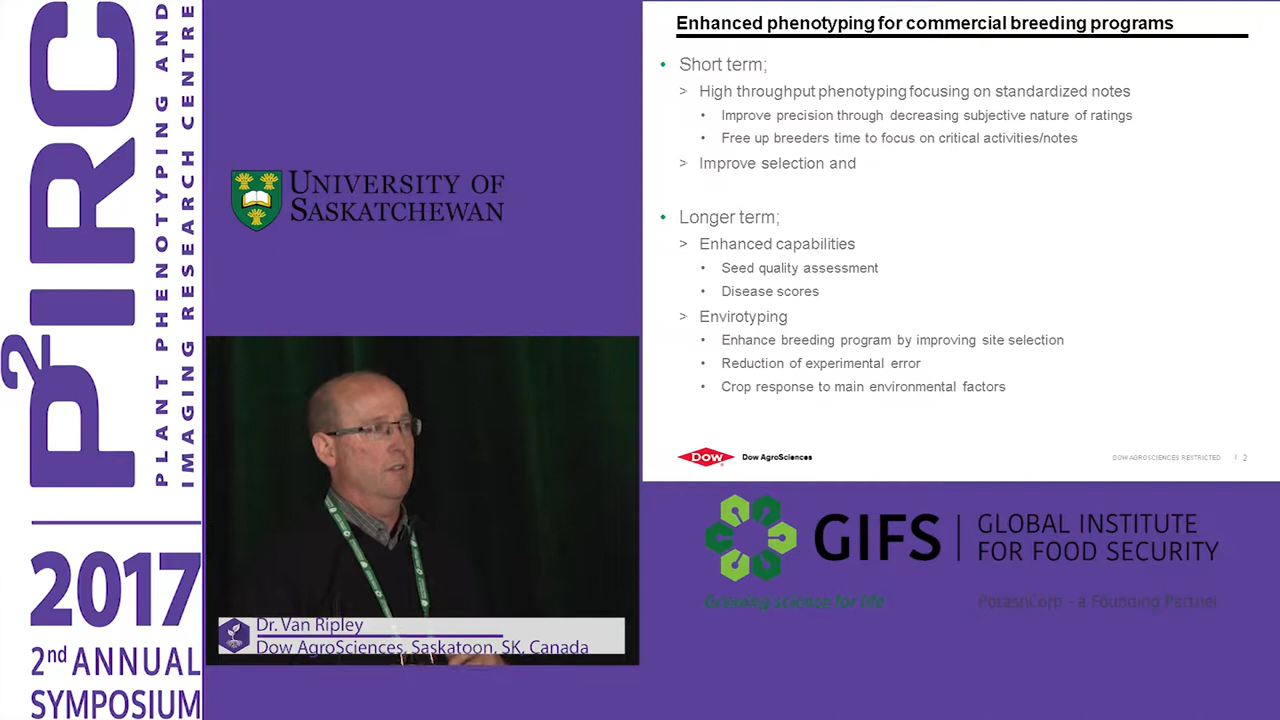 P²IRC
PLANT PHENOTYPING AND
IMAGING RESEARCH CENTRE
2017
2nd ANNUAL
SYMPOSIUM
UNIVERSITY OF
SASKATCHEWAN
Dr. Van Ripley
Dow AgroSciences, Saskatoon, SK, Canada
Enhanced phenotyping for commercial breeding programs
• Short term;
> High throughput phenotyping focusing on standardized notes
• Improve precision through decreasing subjective nature of ratings
• Free up breeders time to focus on critical activities/notes
> Improve selection and
• Longer term;
> Enhanced capabilities
• Seed quality assessment
• Disease scores
> Envirotyping
• Enhance breeding program by improving site selection
• Reduction of experimental error
• Crop response to main environmental factors
Dow
Dow AgroSciences
DOW AGROSCIENCES RESTRICTED | 2
GIFS
GLOBAL INSTITUTE
FOR FOOD SECURITY
Growing science for life
PotashCorp - a Founding Partner